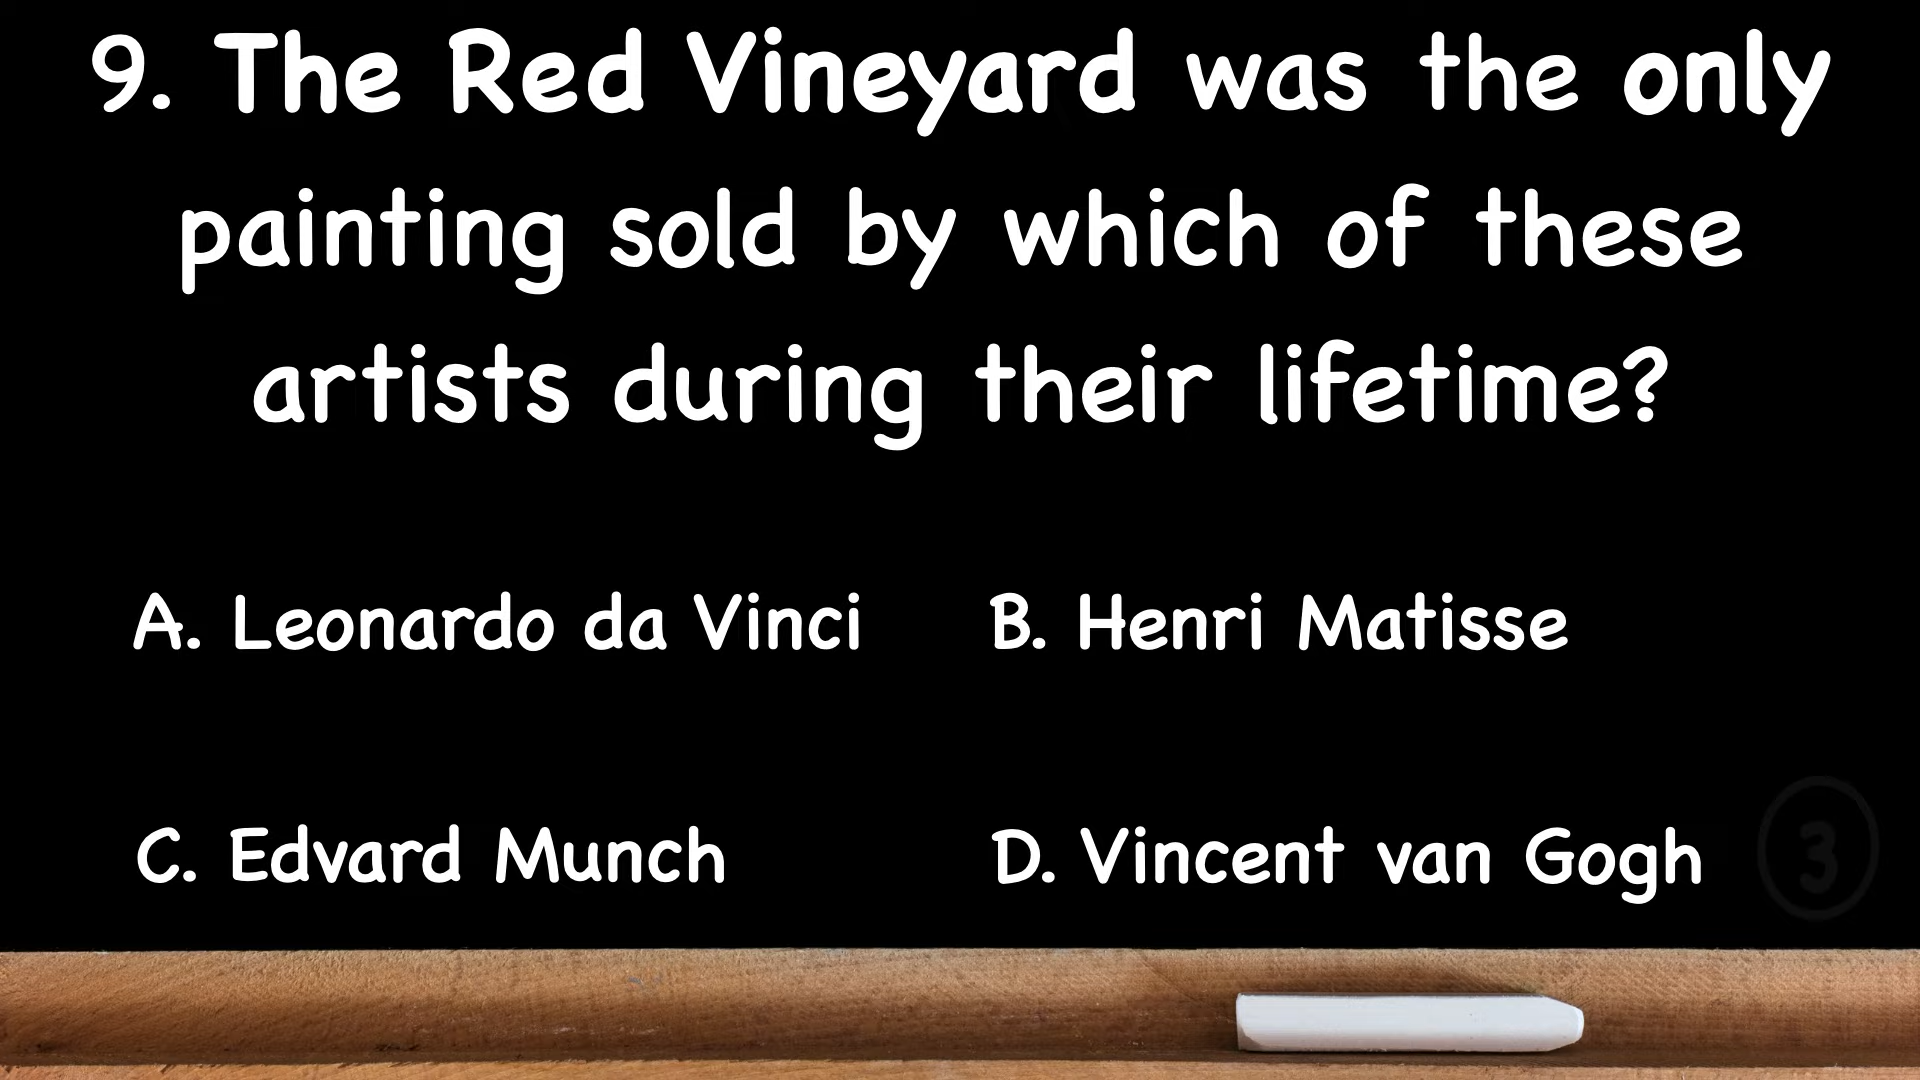 9. The Red Vineyard was the only
painting sold by which of these
artists during their lifetime?
A. Leonardo da Vinci
B. Henri Matisse
C. Edvard Munch
D. Vincent van Gogh
3